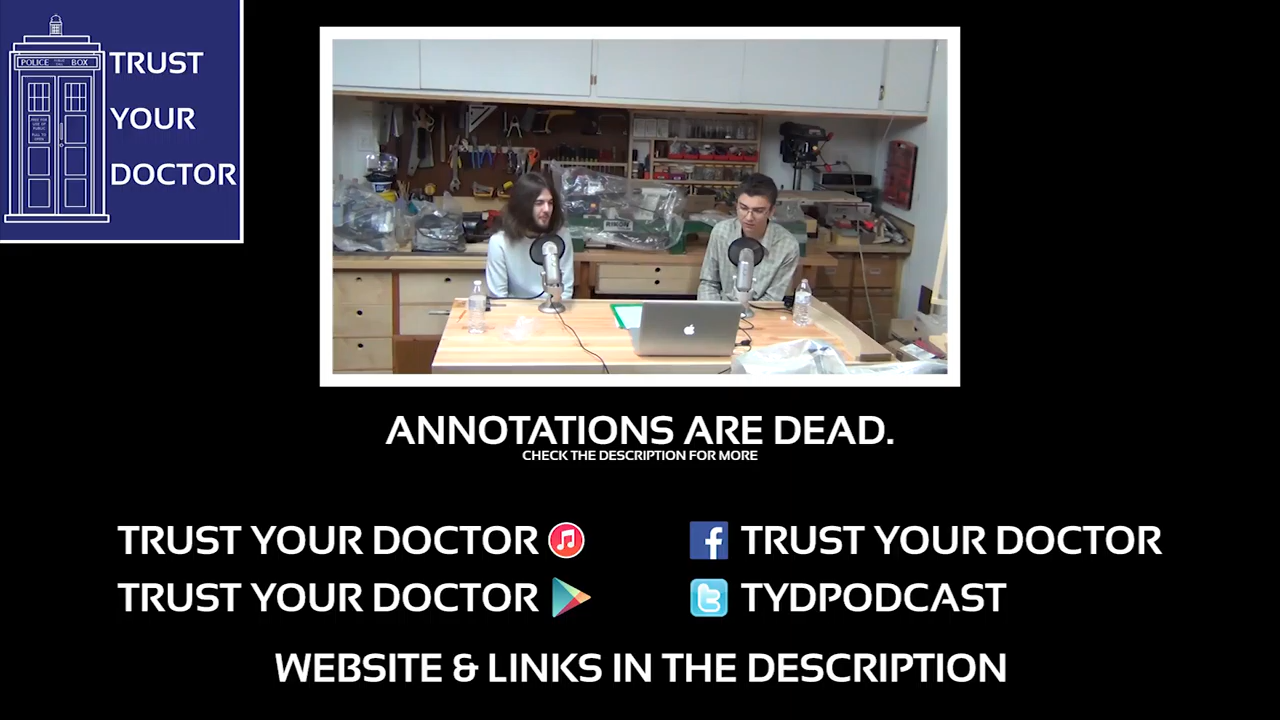 POLICE BOX
TRUST
YOUR
DOCTOR
ANNOTATIONS ARE DEAD.
CHECK THE DESCRIPTION FOR MORE
TRUST YOUR DOCTOR
TRUST YOUR DOCTOR
TRUST YOUR DOCTOR
TYDPODCAST
WEBSITE & LINKS IN THE DESCRIPTION